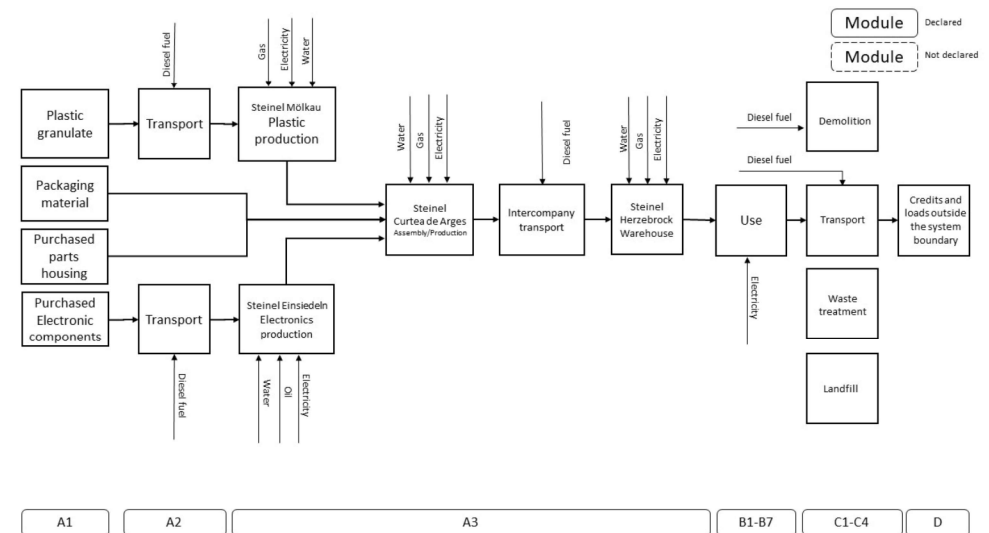 Module
Declared
Module
Not declared
Diesel fuel
Gas
Electricity
Water
Plastic
granulate
Transport
Steinel Mölkau
Plastic
production
Packaging
material
Purchased
parts
housing
Purchased
Electronic
components
Transport
Steinel Einsiedeln
Electronics
production
Diesel fuel
Water
Oil
Electricity
Water
Gas
Electricity
Steinel
Curtea de Arges
Assembly/Production
Diesel fuel
Intercompany
transport
Water
Gas
Electricity
Steinel
Herzebrock
Warehouse
Use
Electricity
Diesel fuel
Demolition
Diesel fuel
Transport
Waste
treatment
Landfill
Credits and
loads outside
the system
boundary
A1
A2
A3
B1-B7
C1-C4
D